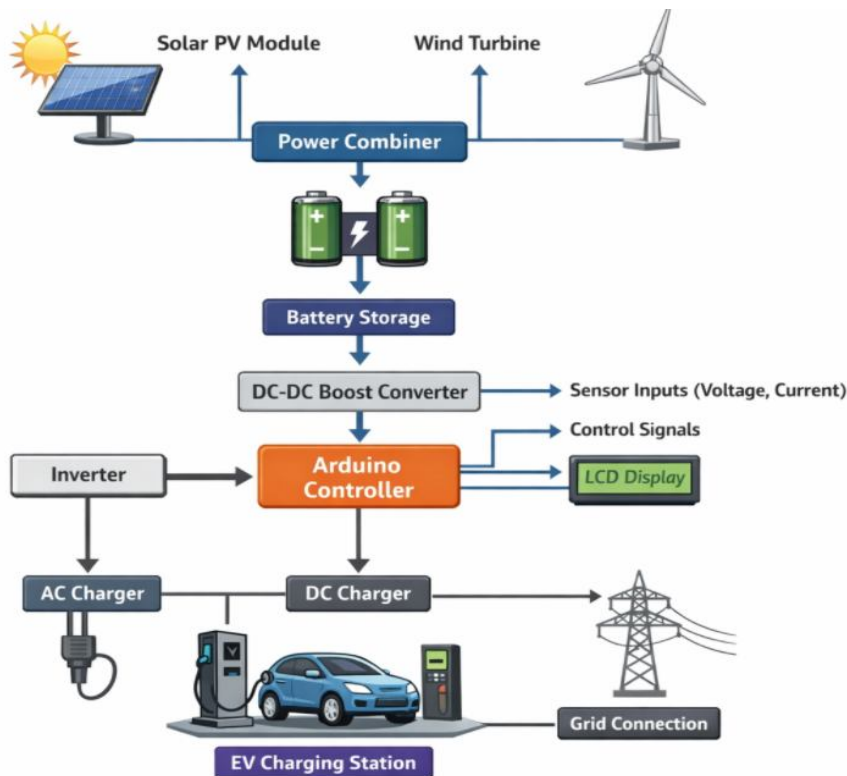 Solar PV Module
Wind Turbine
Power Combiner
Battery Storage
DC-DC Boost Converter
Sensor Inputs (Voltage, Current)
Control Signals
Inverter
Arduino
Controller
LCD Display
AC Charger
DC Charger
Grid Connection
EV Charging Station